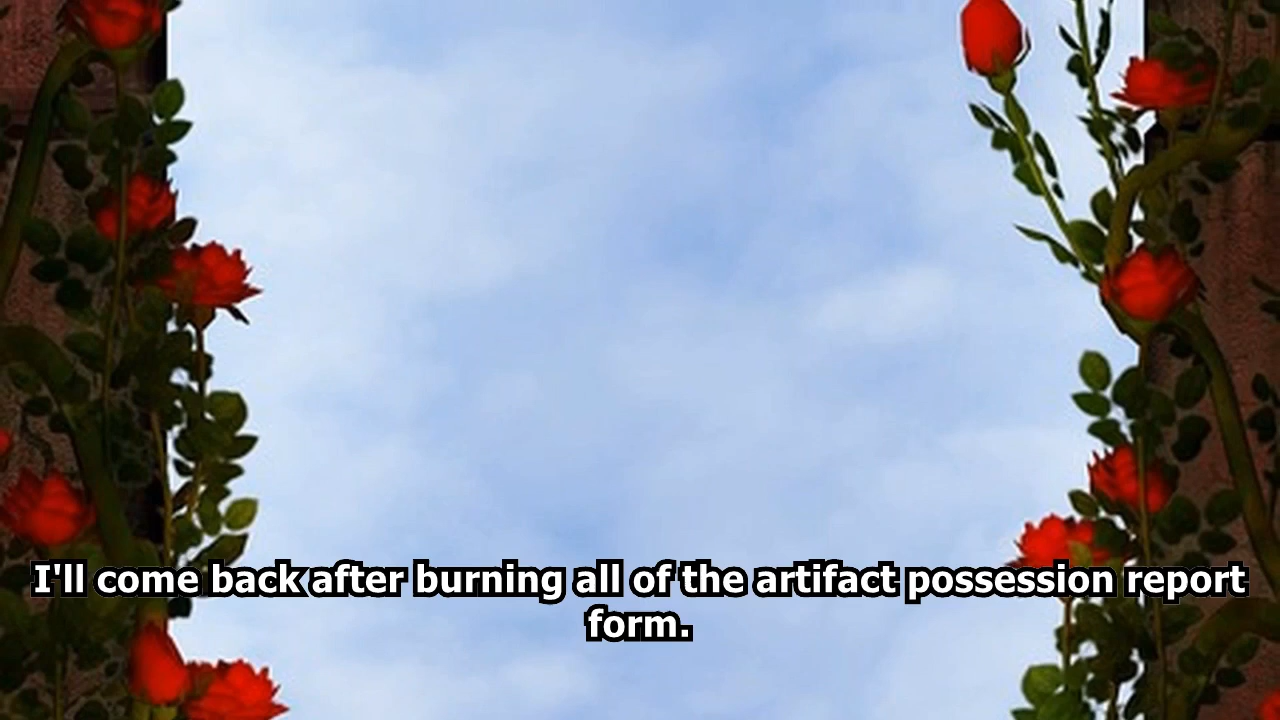 I'll come back after burning all of the artifact possession report
form.